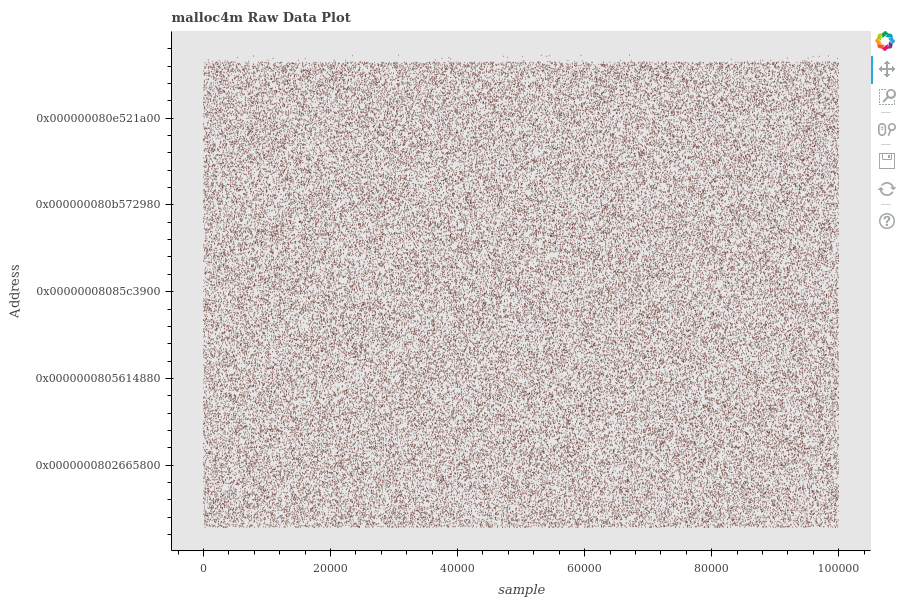 malloc4m Raw Data Plot
0x000000080e521a00
0x000000080b572980
0x00000008085c3900
0x0000000805614880
0x0000000802665800
Address
0
20000
40000
60000
80000
100000
sample